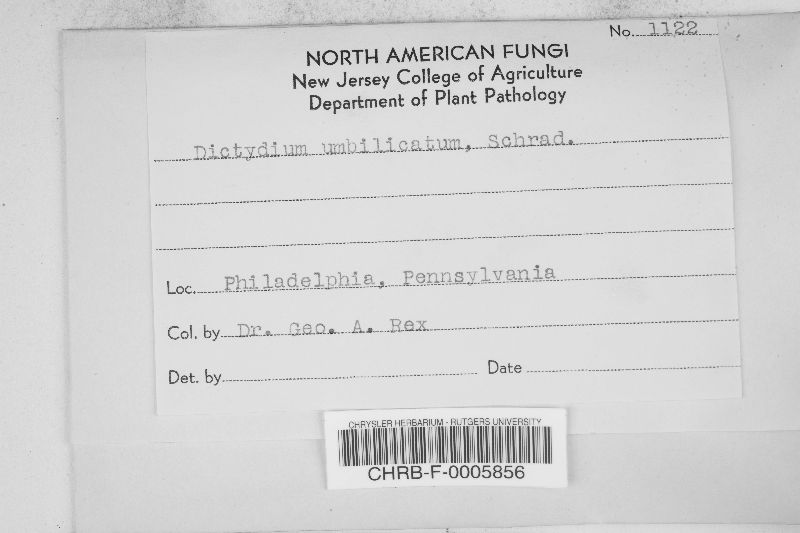 No. 1122
NORTH AMERICAN FUNGI
New Jersey College of Agriculture
Department of Plant Pathology
Dictydium umbilicatum, Schrad.
Loc. Philadelphia, Pennsylvania
Col. by Dr. Geo. A. Rex
Det. by Date
CHRYSLER HERBARIUM - RUTGERS UNIVERSITY
CHRB-F-0005856